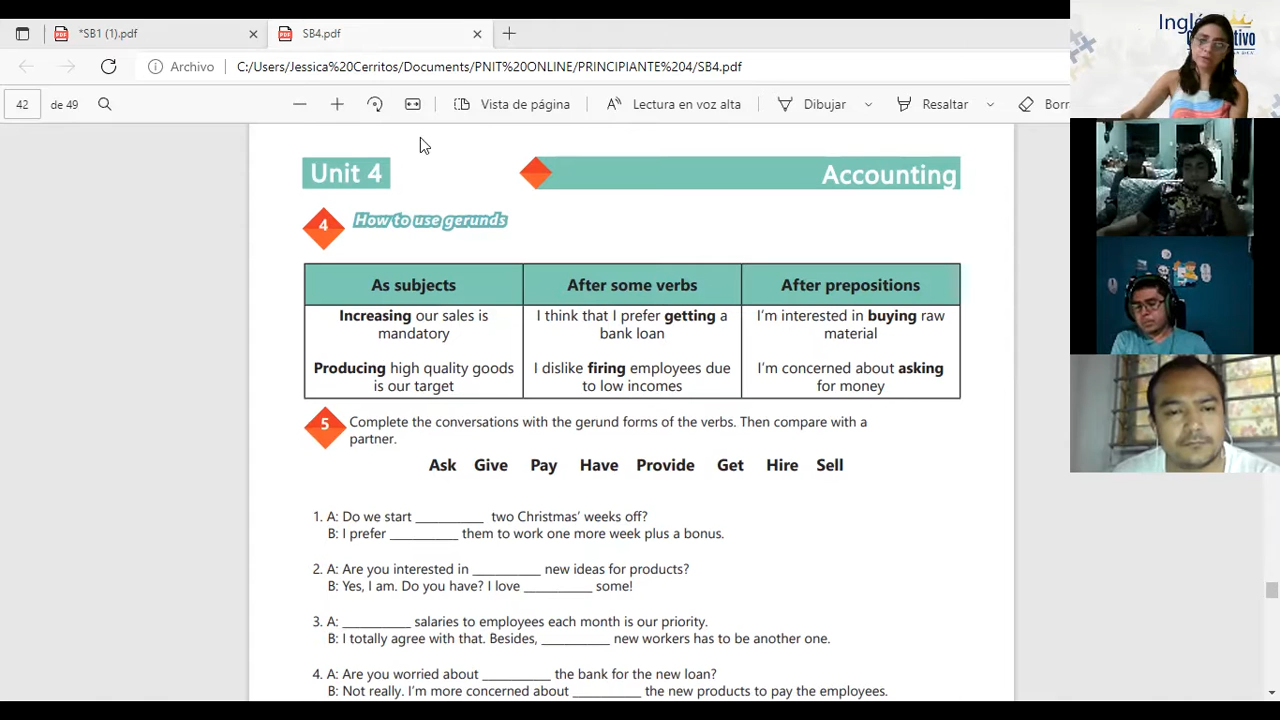 *SB1 (1).pdf
SB4.pdf
Archivo
C:/Users/Jessica%20Cerritos/Documents/PNIT%20ONLINE/PRINCIPIANTE%204/SB4.pdf
42
de 49
Vista de página
Lectura en voz alta
Dibujar
Resaltar
Borr
Unit 4
Accounting
4
How to use gerunds
As subjects
After some verbs
After prepositions
Increasing our sales is
mandatory
I think that I prefer getting a
bank loan
I'm interested in buying raw
material
Producing high quality goods
is our target
I dislike firing employees due
to low incomes
I'm concerned about asking
for money
5
Complete the conversations with the gerund forms of the verbs. Then compare with a
partner.
Ask Give Pay Have Provide Get Hire Sell
1. A: Do we start __________ two Christmas' weeks off?
B: I prefer __________ them to work one more week plus a bonus.
2. A: Are you interested in __________ new ideas for products?
B: Yes, I am. Do you have? I love __________ some!
3. A: __________ salaries to employees each month is our priority.
B: I totally agree with that. Besides, __________ new workers has to be another one.
4. A: Are you worried about __________ the bank for the new loan?
B: Not really. I'm more concerned about __________ the new products to pay the employees.